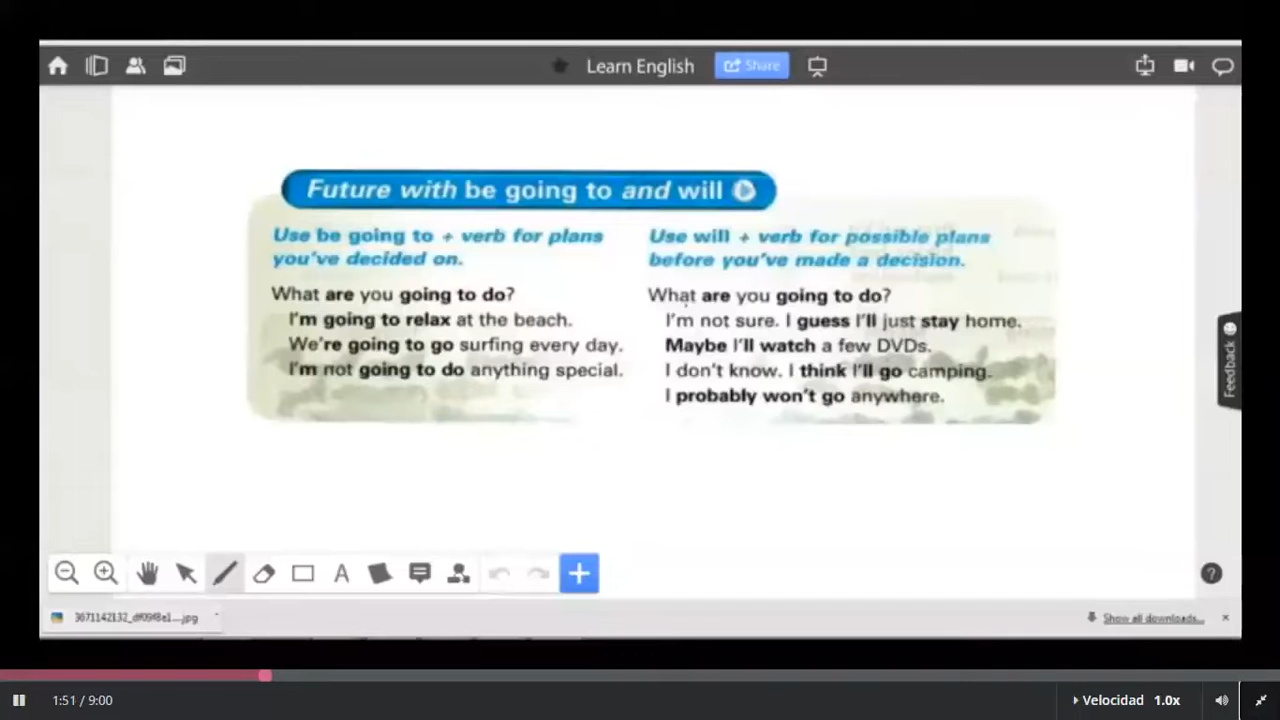 Learn English
Share
Future with be going to and will
Use be going to + verb for plans
you've decided on.
What are you going to do?
I'm going to relax at the beach.
We're going to go surfing every day.
I'm not going to do anything special.
Use will + verb for possible plans
before you've made a decision.
What are you going to do?
I'm not sure. I guess I'll just stay home.
Maybe I'll watch a few DVDs.
I don't know. I think I'll go camping.
I probably won't go anywhere.
Feedback
A
?
Show all downloads...
1:51 / 9:00
Velocidad 1.0x